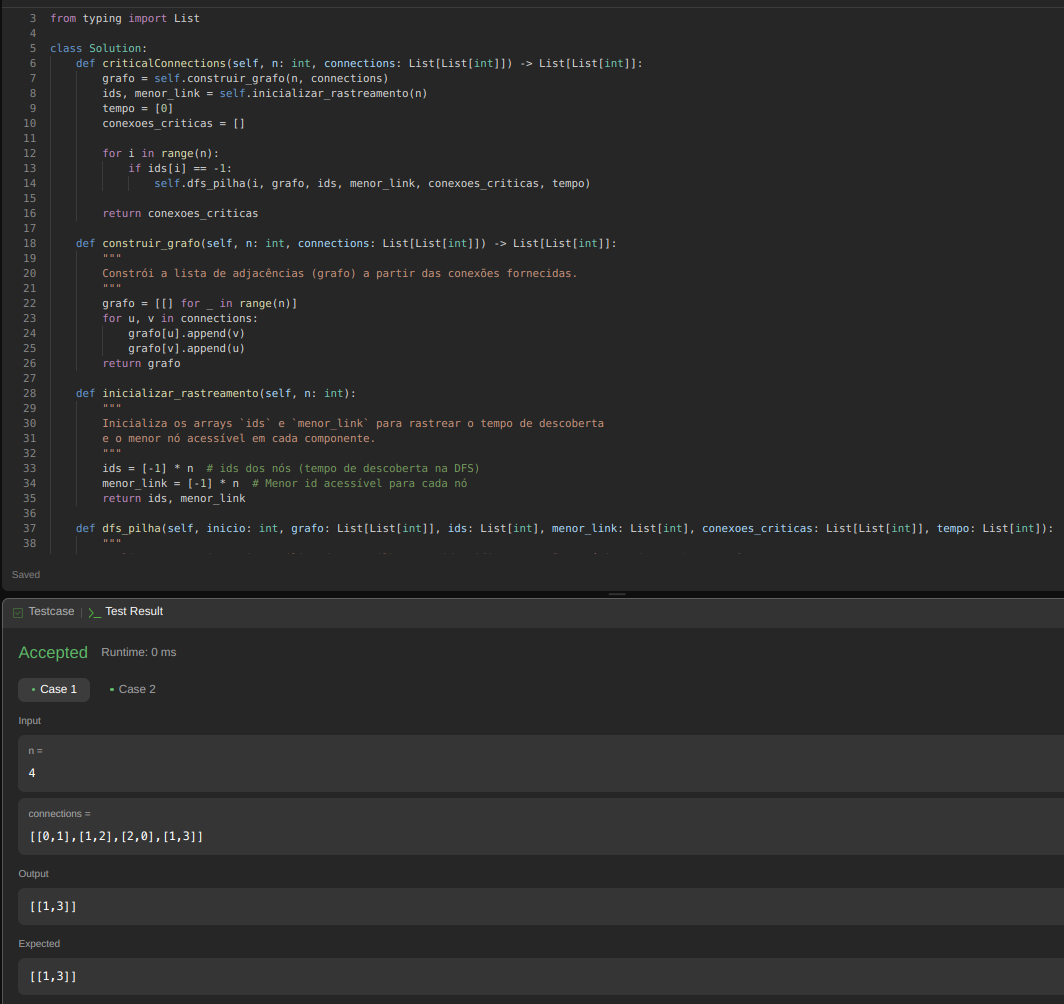 3 from typing import List
4
5 class Solution:
6     def criticalConnections(self, n: int, connections: List[List[int]]) -> List[List[int]]:
7         grafo = self.construir_grafo(n, connections)
8         ids, menor_link = self.inicializar_rastreamento(n)
9         tempo = [0]
10         conexoes_criticas = []
11
12         for i in range(n):
13             if ids[i] == -1:
14                 self.dfs_pilha(i, grafo, ids, menor_link, conexoes_criticas, tempo)
15
16         return conexoes_criticas
17
18     def construir_grafo(self, n: int, connections: List[List[int]]) -> List[List[int]]:
19         """
20         Constrói a lista de adjacências (grafo) a partir das conexões fornecidas.
21         """
22         grafo = [[] for _ in range(n)]
23         for u, v in connections:
24             grafo[u].append(v)
25             grafo[v].append(u)
26         return grafo
27
28     def inicializar_rastreamento(self, n: int):
29         """
30         Inicializa os arrays `ids` e `menor_link` para rastrear o tempo de descoberta
31         e o menor nó acessível em cada componente.
32         """
33         ids = [-1] * n  # ids dos nós (tempo de descoberta na DFS)
34         menor_link = [-1] * n  # Menor id acessível para cada nó
35         return ids, menor_link
36
37     def dfs_pilha(self, inicio: int, grafo: List[List[int]], ids: List[int], menor_link: List[int], conexoes_criticas: List[List[int]], tempo: List[int]):
38         """
Saved
Testcase | >_ Test Result
Accepted Runtime: 0 ms
• Case 1 • Case 2
Input
n =
4
connections =
[[0,1],[1,2],[2,0],[1,3]]
Output
[[1,3]]
Expected
[[1,3]]